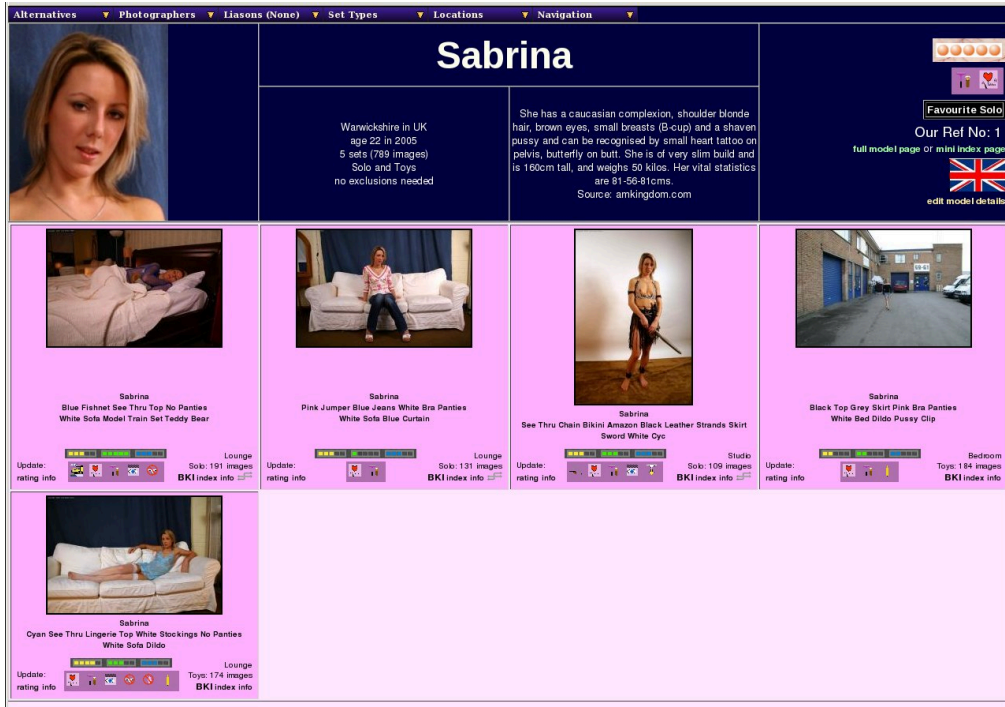 Alternatives ▼ Photographers ▼ Liasons (None) ▼ Set Types ▼ Locations ▼ Navigation ▼
Sabrina
Warwickshire in UK
age 22 in 2005
5 sets (789 images)
Solo and Toys
no exclusions needed
She has a caucasian complexion, shoulder blonde
hair, brown eyes, small breasts (B-cup) and a shaven
pussy and can be recognised by small heart tattoo on
pelvis, butterfly on butt. She is of very slim build and
is 160cm tall, and weighs 50 kilos. Her vital statistics
are 81-56-81cms.
Source: amkingdom.com
Favourite Solo
Our Ref No: 1
full model page or mini index page
edit model details
Sabrina
Blue Fishnet See Thru Top No Panties
White Sofa Model Train Set Teddy Bear
Lounge
Update:
Solo: 191 images
rating info
BKI index info
Sabrina
Pink Jumper Blue Jeans White Bra Panties
White Sofa Blue Curtain
Lounge
Update:
Solo: 131 images
rating info
BKI index info
Sabrina
See Thru Chain Bikini Amazon Black Leather Strands Skirt
Sword White Cyc
Studio
Update:
Solo: 109 images
rating info
BKI index info
59-61
Sabrina
Black Top Grey Skirt Pink Bra Panties
White Bed Dildo Pussy Clip
Bedroom
Update:
Toys: 184 images
rating info
BKI index info
Sabrina
Cyan See Thru Lingerie Top White Stockings No Panties
White Sofa Dildo
Lounge
Update:
Toys: 174 images
rating info
BKI index info